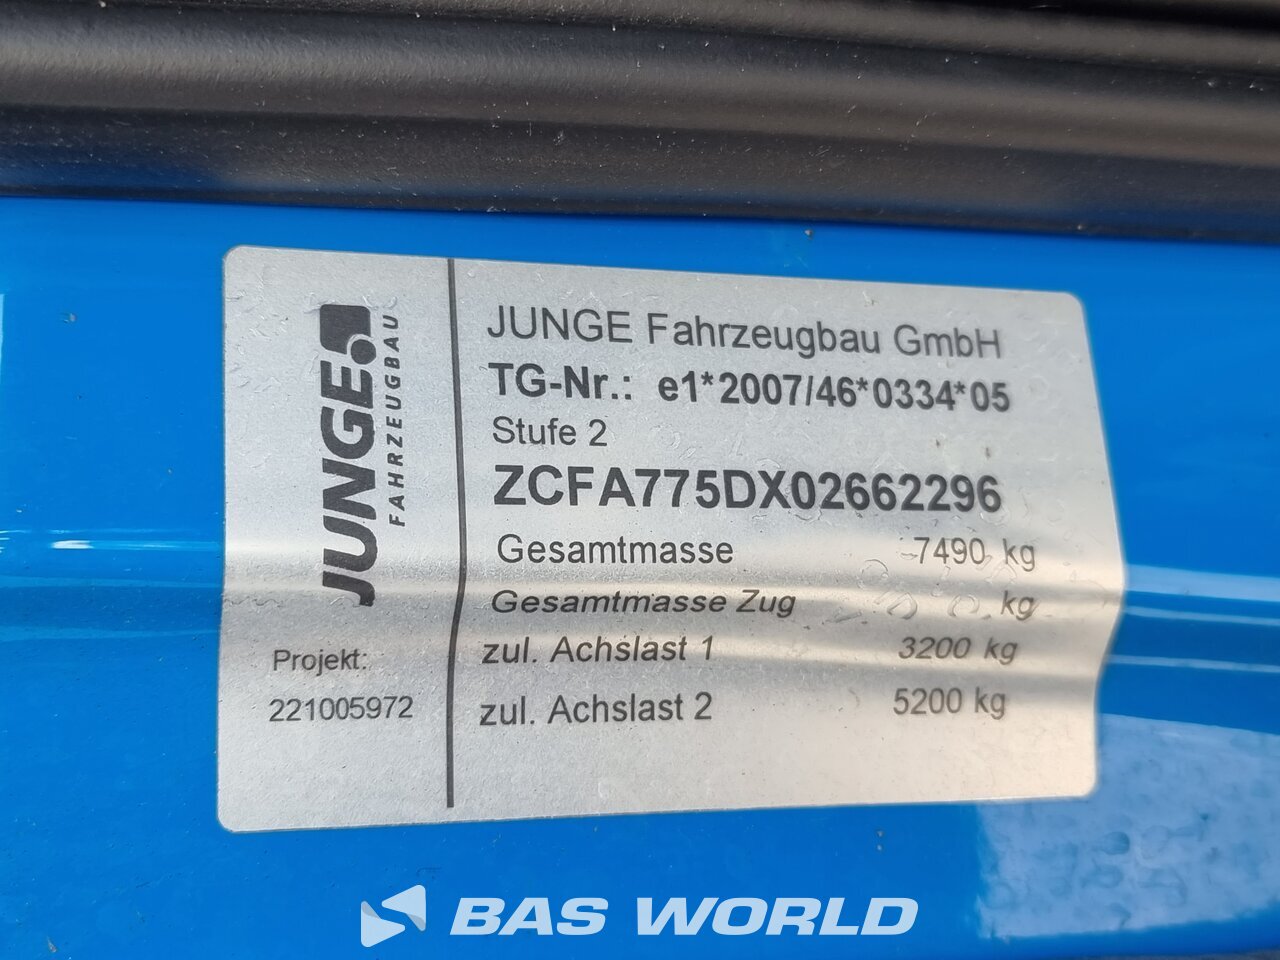 JUNGE
FAHRZEUGBAU
Projekt:
221005972
JUNGE Fahrzeugbau GmbH
TG-Nr.: e1*2007/46*0334*05
Stufe 2
ZCFA775DX02662296
Gesamtmasse 7490 kg
Gesamtmasse Zug kg
zul. Achslast 1 3200 kg
zul. Achslast 2 5200 kg
BAS WORLD